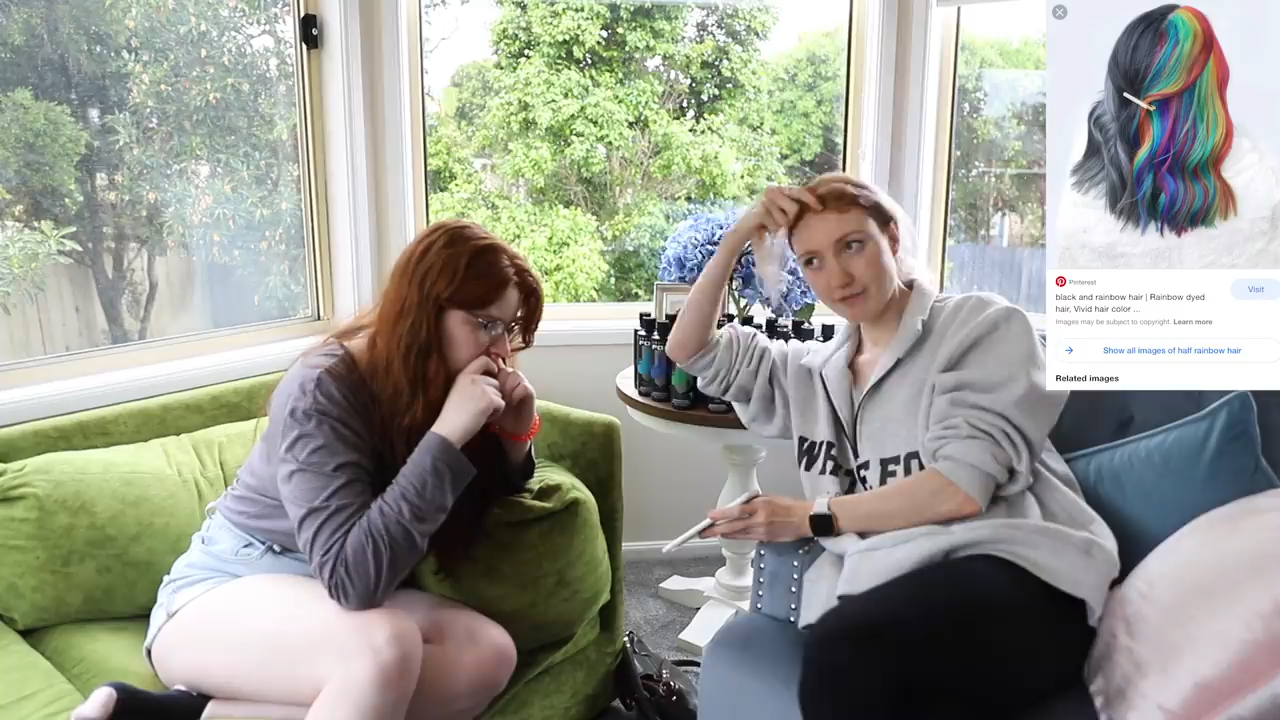 Pinterest
Visit
black and rainbow hair | Rainbow dyed
hair, Vivid hair color ...
Images may be subject to copyright. Learn more
Show all images of half rainbow hair
Related images